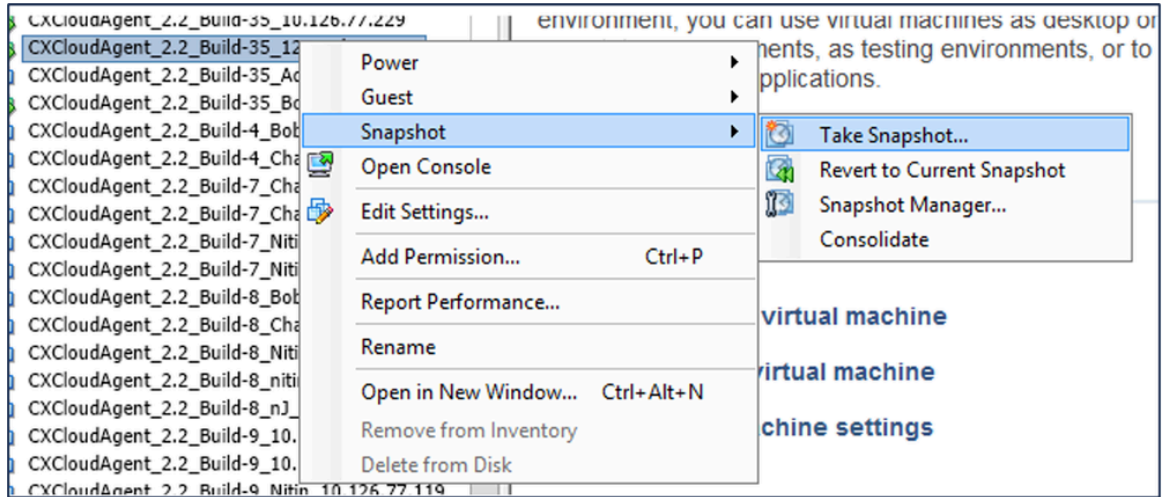 CXCloudAgent_2.2_Build-35_10.126.77.229
CXCloudAgent_2.2_Build-35_12
CXCloudAgent_2.2_Build-35_Ad
CXCloudAgent_2.2_Build-35_Bo
CXCloudAgent_2.2_Build-4_Bob
CXCloudAgent_2.2_Build-4_Cha
CXCloudAgent_2.2_Build-7_Cha
CXCloudAgent_2.2_Build-7_Cha
CXCloudAgent_2.2_Build-7_Niti
CXCloudAgent_2.2_Build-7_Niti
CXCloudAgent_2.2_Build-8_Bob
CXCloudAgent_2.2_Build-8_Cha
CXCloudAgent_2.2_Build-8_Niti
CXCloudAgent_2.2_Build-8_niti
CXCloudAgent_2.2_Build-8_nJ_
CXCloudAgent_2.2_Build-9_10.
CXCloudAgent_2.2_Build-9_10.
CXCloudAgent_2.2_Build-9_Nitin_10.126.77.119
Power
Guest
Snapshot
Open Console
Edit Settings...
Add Permission... Ctrl+P
Report Performance...
Rename
Open in New Window... Ctrl+Alt+N
Remove from Inventory
Delete from Disk
Take Snapshot...
Revert to Current Snapshot
Snapshot Manager...
Consolidate
environment, you can use virtual machines as desktop or
ments, as testing environments, or to
pplications.
virtual machine
virtual machine
chine settings